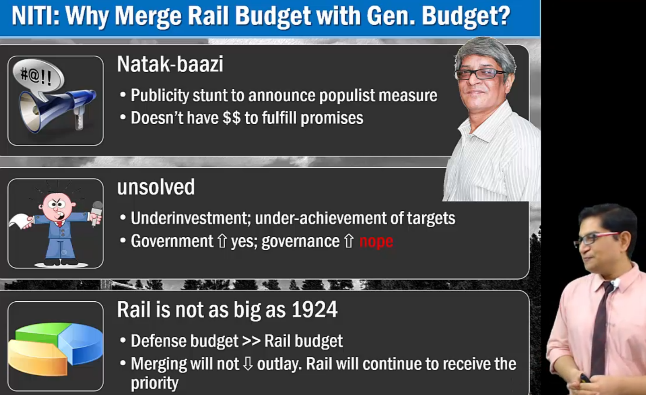 NITI: Why Merge Rail Budget with Gen. Budget?
#@!!
Natak-baazi
• Publicity stunt to announce populist measure
• Doesn't have $$ to fulfill promises
unsolved
• Underinvestment; under-achievement of targets
• Government ⇧ yes; governance ⇧ nope
Rail is not as big as 1924
• Defense budget >> Rail budget
• Merging will not ⇩ outlay. Rail will continue to receive the
priority